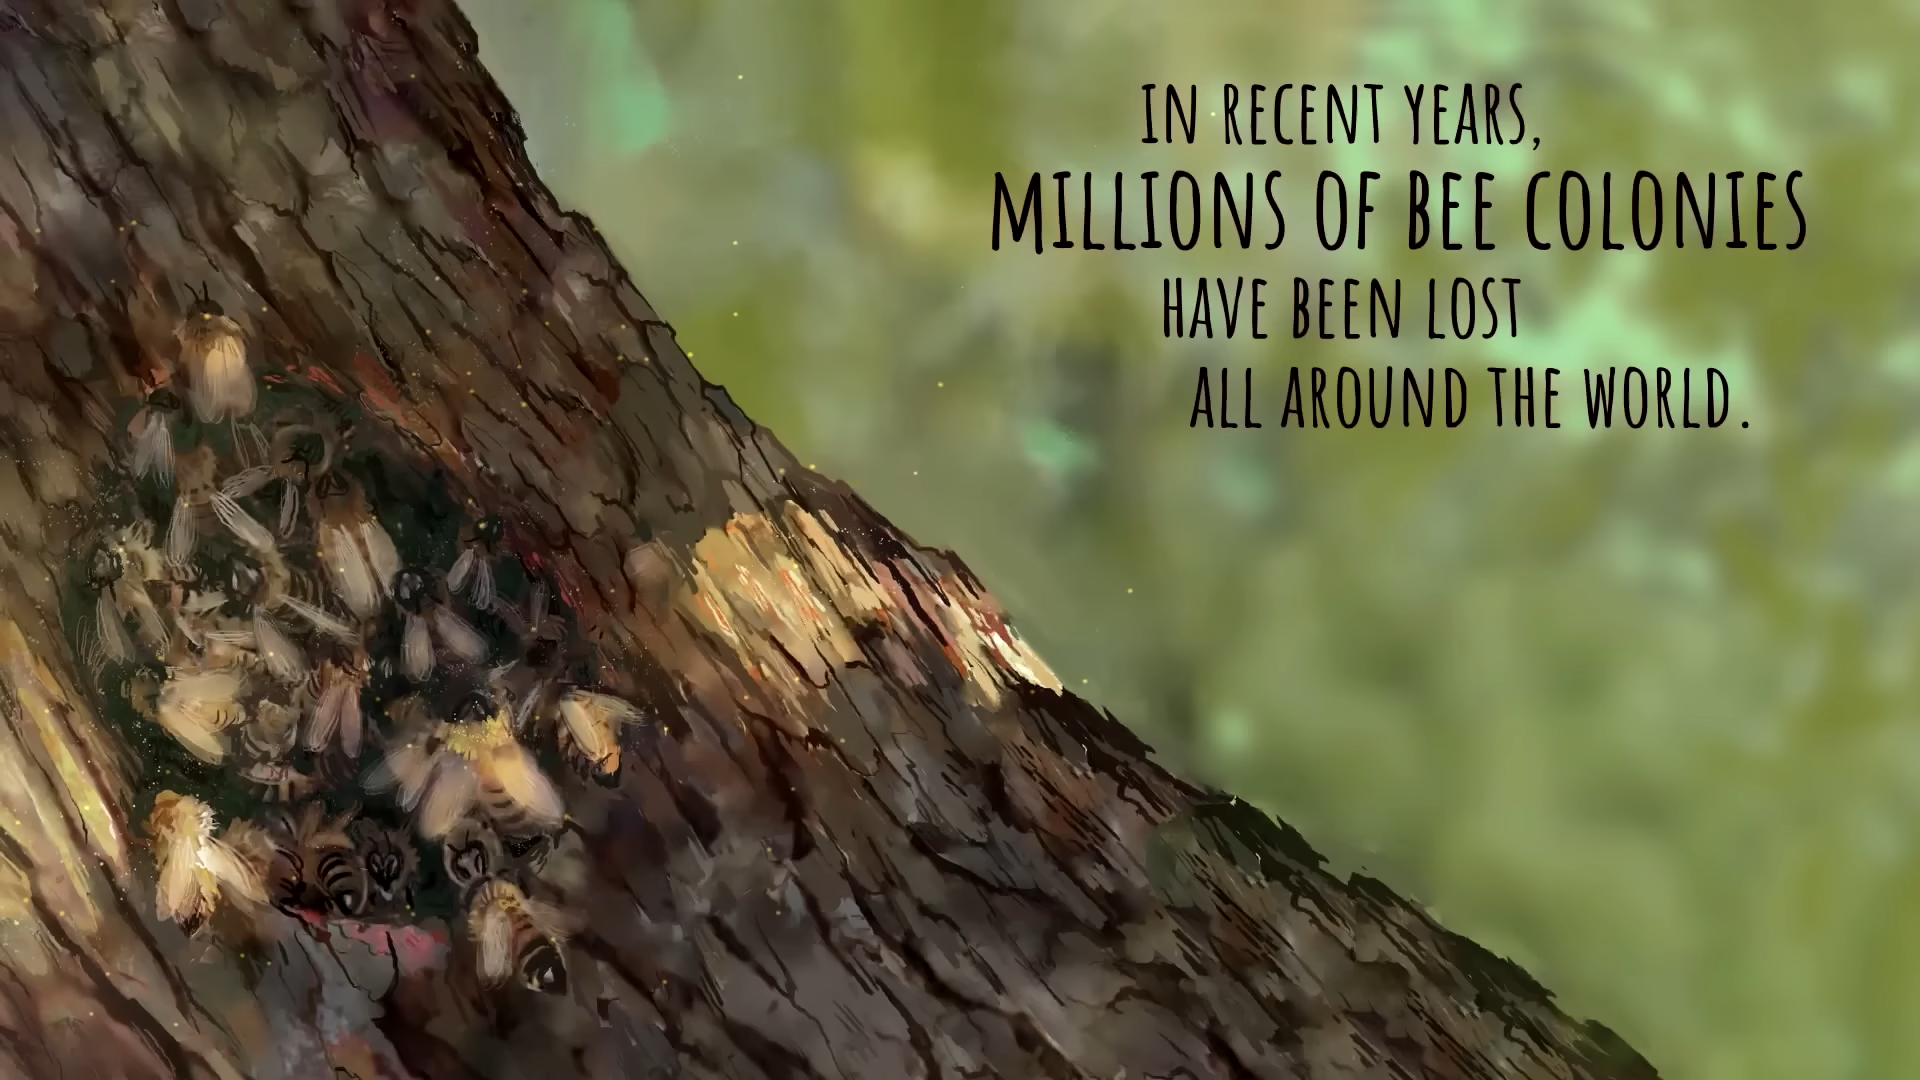 IN RECENT YEARS,
MILLIONS OF BEE COLONIES
HAVE BEEN LOST
ALL AROUND THE WORLD.